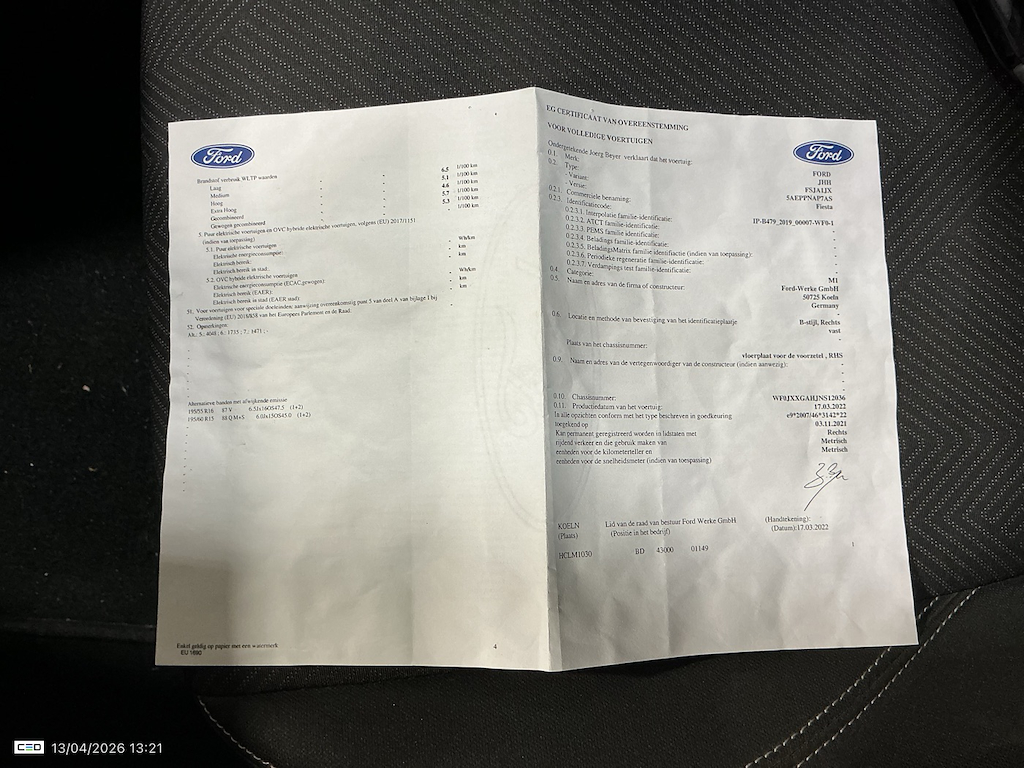 Ford
Brandstof verbruik WLTP waarden
Laag - - 6.5 l/100 km
Medium - - 5.1 l/100 km
Hoog - - 4.6 l/100 km
Extra Hoog - - 5.7 l/100 km
Gecombineerd - - 5.3 l/100 km
Gewogen gecombineerd - l/100 km
5. Puur elektrische voertuigen en OVC hybride elektrische voertuigen, volgens (EU) 2017/1151
(indien van toepassing)
5.1. Puur elektrische voertuigen
Elektrische energieconsumptie: - Wh/km
Elektrisch bereik: - km
Elektrisch bereik in stad: - km
5.2. OVC hybride elektrische voertuigen
Elektrische energieconsumptie (ECAC,gewogen): - Wh/km
Elektrisch bereik (EAER): - km
Elektrisch bereik in stad (EAER stad): - km
51. Voor voertuigen voor speciale doeleinden: aanwijzing overeenkomstig punt 5 van deel A van bijlage I bij
Verordening (EU) 2018/858 van het Europees Parlement en de Raad.
52. Opmerkingen:
Alt.: 5.: 4048 ; 6.: 1735 ; 7.: 1471 ; -
Alternatieve banden met afwijkende emissie
195/55 R16 87 V 6.5Jx16OS47.5 (1+2)
195/60 R15 88 Q M+S 6.0Jx15OS45.0 (1+2)
Enkel geldig op papier met een watermerk
EU 1690
4
EG CERTIFICAAT VAN OVEREENSTEMMING
VOOR VOLLEDIGE VOERTUIGEN
Ford
Ondergetekende Joerg Beyer verklaart dat het voertuig:
0.1. Merk: FORD
0.2. Type: JHH
- Variant: FSJA1JX
- Versie: 5AEPPNAP7AS
0.2.1. Commerciele benaming: Fiesta
0.2.3. Identificatiecode:
0.2.3.1. Interpolatie familie-identificatie: IP-B479_2019_00007-WF0-1
0.2.3.2. ATCT familie-identificatie: -
0.2.3.3. PEMS familie-identificatie: -
0.2.3.4. Beladings familie-identificatie: -
0.2.3.5. BeladingsMatrix familie identifiactie (indien van toepassing): -
0.2.3.6. Periodieke regeneratie familie-identificatie: -
0.2.3.7. Verdampings test familie-identificatie: -
0.4. Categorie: M1
0.5. Naam en adres van de firma of constructeur: Ford-Werke GmbH
50725 Koeln
Germany
0.6. Locatie en methode van bevestiging van het identificatieplaatje B-stijl, Rechts
vast
Plaats van het chassisnummer:
vloerplaat voor de voorzetel , RHS
0.9. Naam en adres van de vertegenwoordiger van de constructeur (indien aanwezig):
0.10. Chassisnummer: WF0JXXGAHJNS12036
0.11. Productiedatum van het voertuig: 17.03.2022
In alle opzichten conform met het type beschreven in goedkeuring e9*2007/46*3142*22
toegekend op 03.11.2021
Kan permanent geregistreerd worden in lidstaten met Rechts
rijdend verkeer en die gebruik maken van Metrisch
eenheden voor de kilometerteller en Metrisch
eenheden voor de snelheidsmeter (indien van toepassing)
KOELN Lid van de raad van bestuur Ford Werke GmbH (Handtekening):
(Plaats) (Positie in het bedrijf) (Datum):17.03.2022
HCLM1030 BD 43000 01149
1
CEO 13/04/2026 13:21